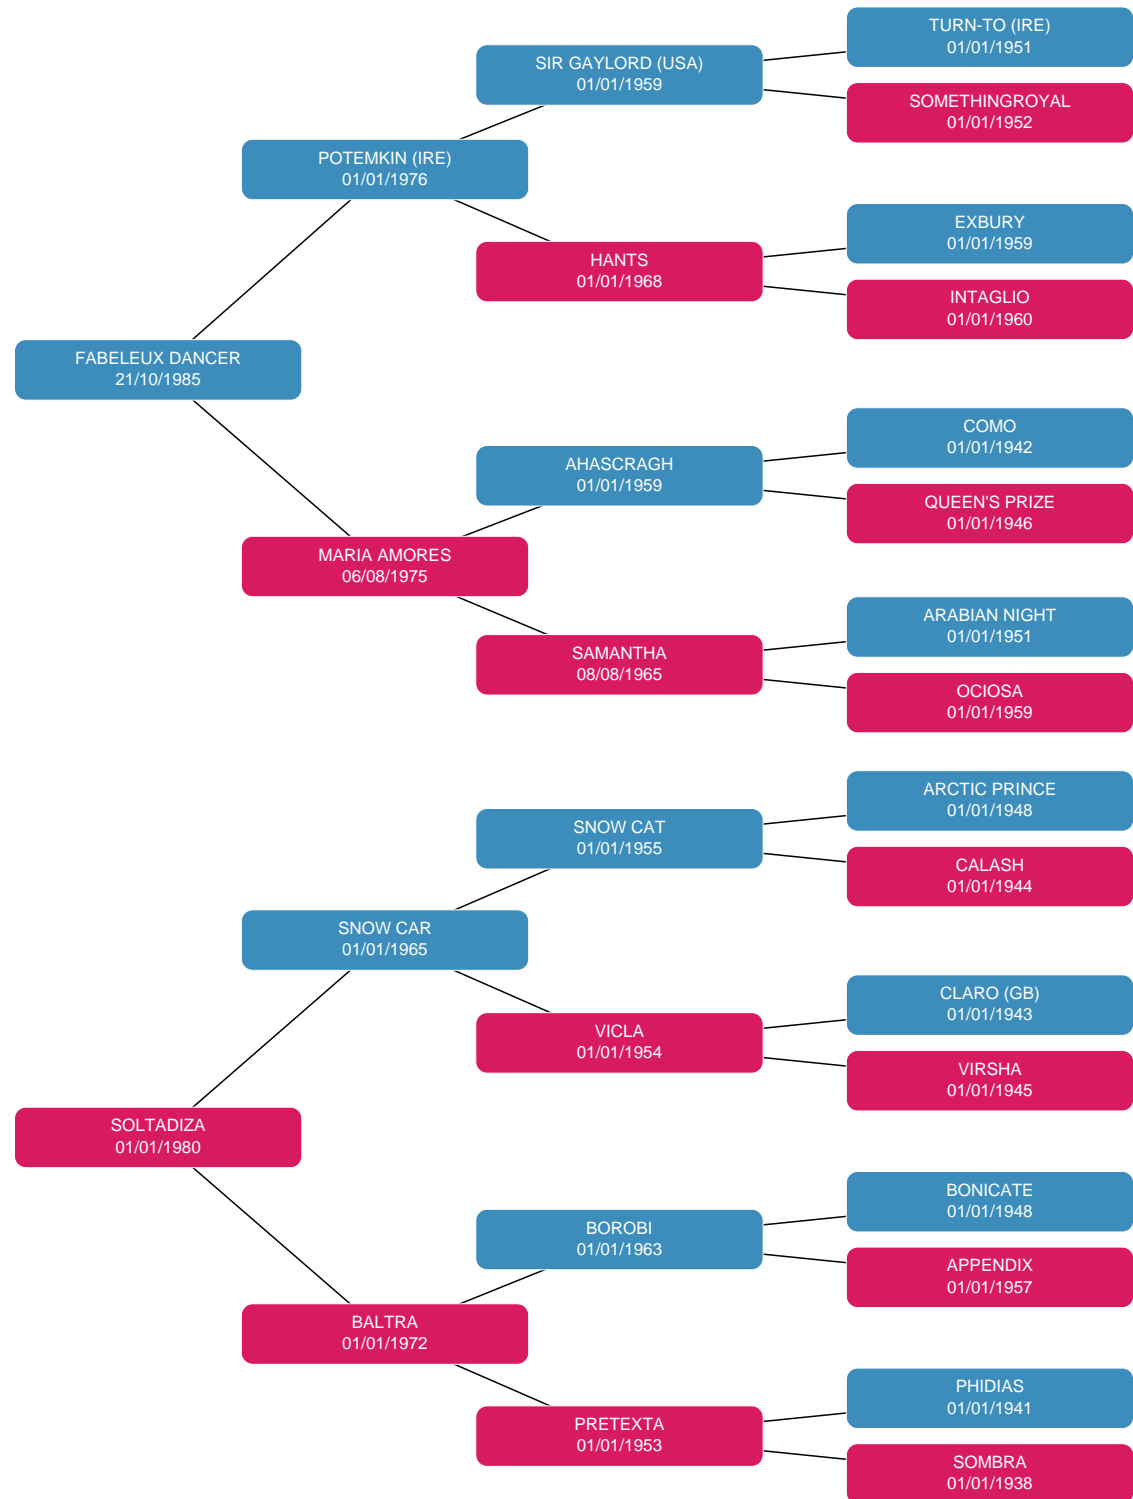 TURN-TO (IRE)
01/01/1951
SIR GAYLORD (USA)
01/01/1959
SOMETHINGROYAL
01/01/1952
POTEMKIN (IRE)
01/01/1976
EXBURY
01/01/1959
HANTS
01/01/1968
INTAGLIO
01/01/1960
FABELEUX DANCER
21/10/1985
COMO
01/01/1942
AHASCRAGH
01/01/1959
QUEEN'S PRIZE
01/01/1946
MARIA AMORES
06/08/1975
ARABIAN NIGHT
01/01/1951
SAMANTHA
08/08/1965
OCIOSA
01/01/1959
ARCTIC PRINCE
01/01/1948
SNOW CAT
01/01/1955
CALASH
01/01/1944
SNOW CAR
01/01/1965
CLARO (GB)
01/01/1943
VICLA
01/01/1954
VIRSHA
01/01/1945
SOLTADIZA
01/01/1980
BONICATE
01/01/1948
BOROBI
01/01/1963
APPENDIX
01/01/1957
BALTRA
01/01/1972
PHIDIAS
01/01/1941
PRETEXTA
01/01/1953
SOMBRA
01/01/1938